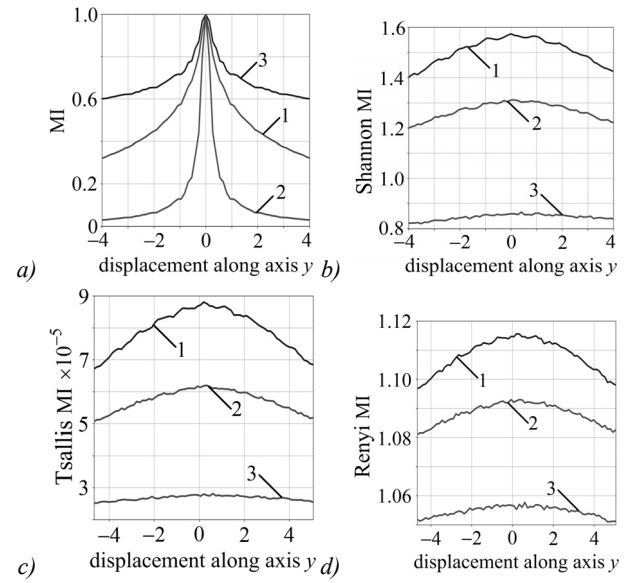 1.0
0.6
0.2
0
MI
3
1
2
−4 −2 0 2 4
a) displacement along axis y
1.6
1.4
1.2
1.0
0.8
Shannon MI
1
2
3
−4 −2 0 2 4
b) displacement along axis y
9
7
5
3
Tsallis MI ×10⁻⁵
1
2
3
−4 −2 0 2 4
c) displacement along axis y
1.12
1.10
1.08
1.06
Renyi MI
1
2
3
−4 −2 0 2 4
d) displacement along axis y